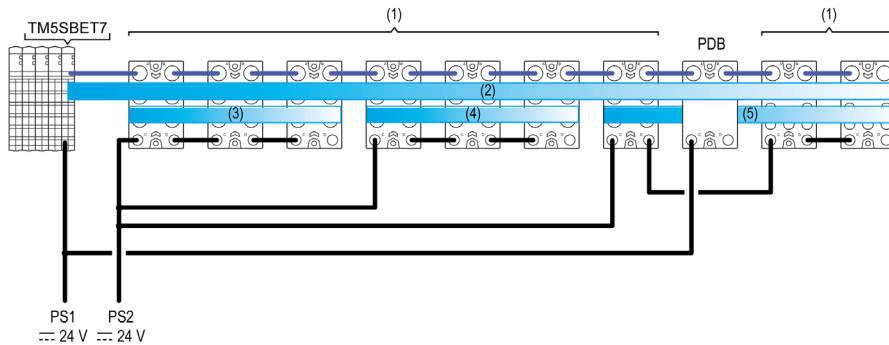 TM5SBET7
(1)
PDB
(1)
(2)
(3)
(4)
(5)
PS1
PS2
24 V
24 V